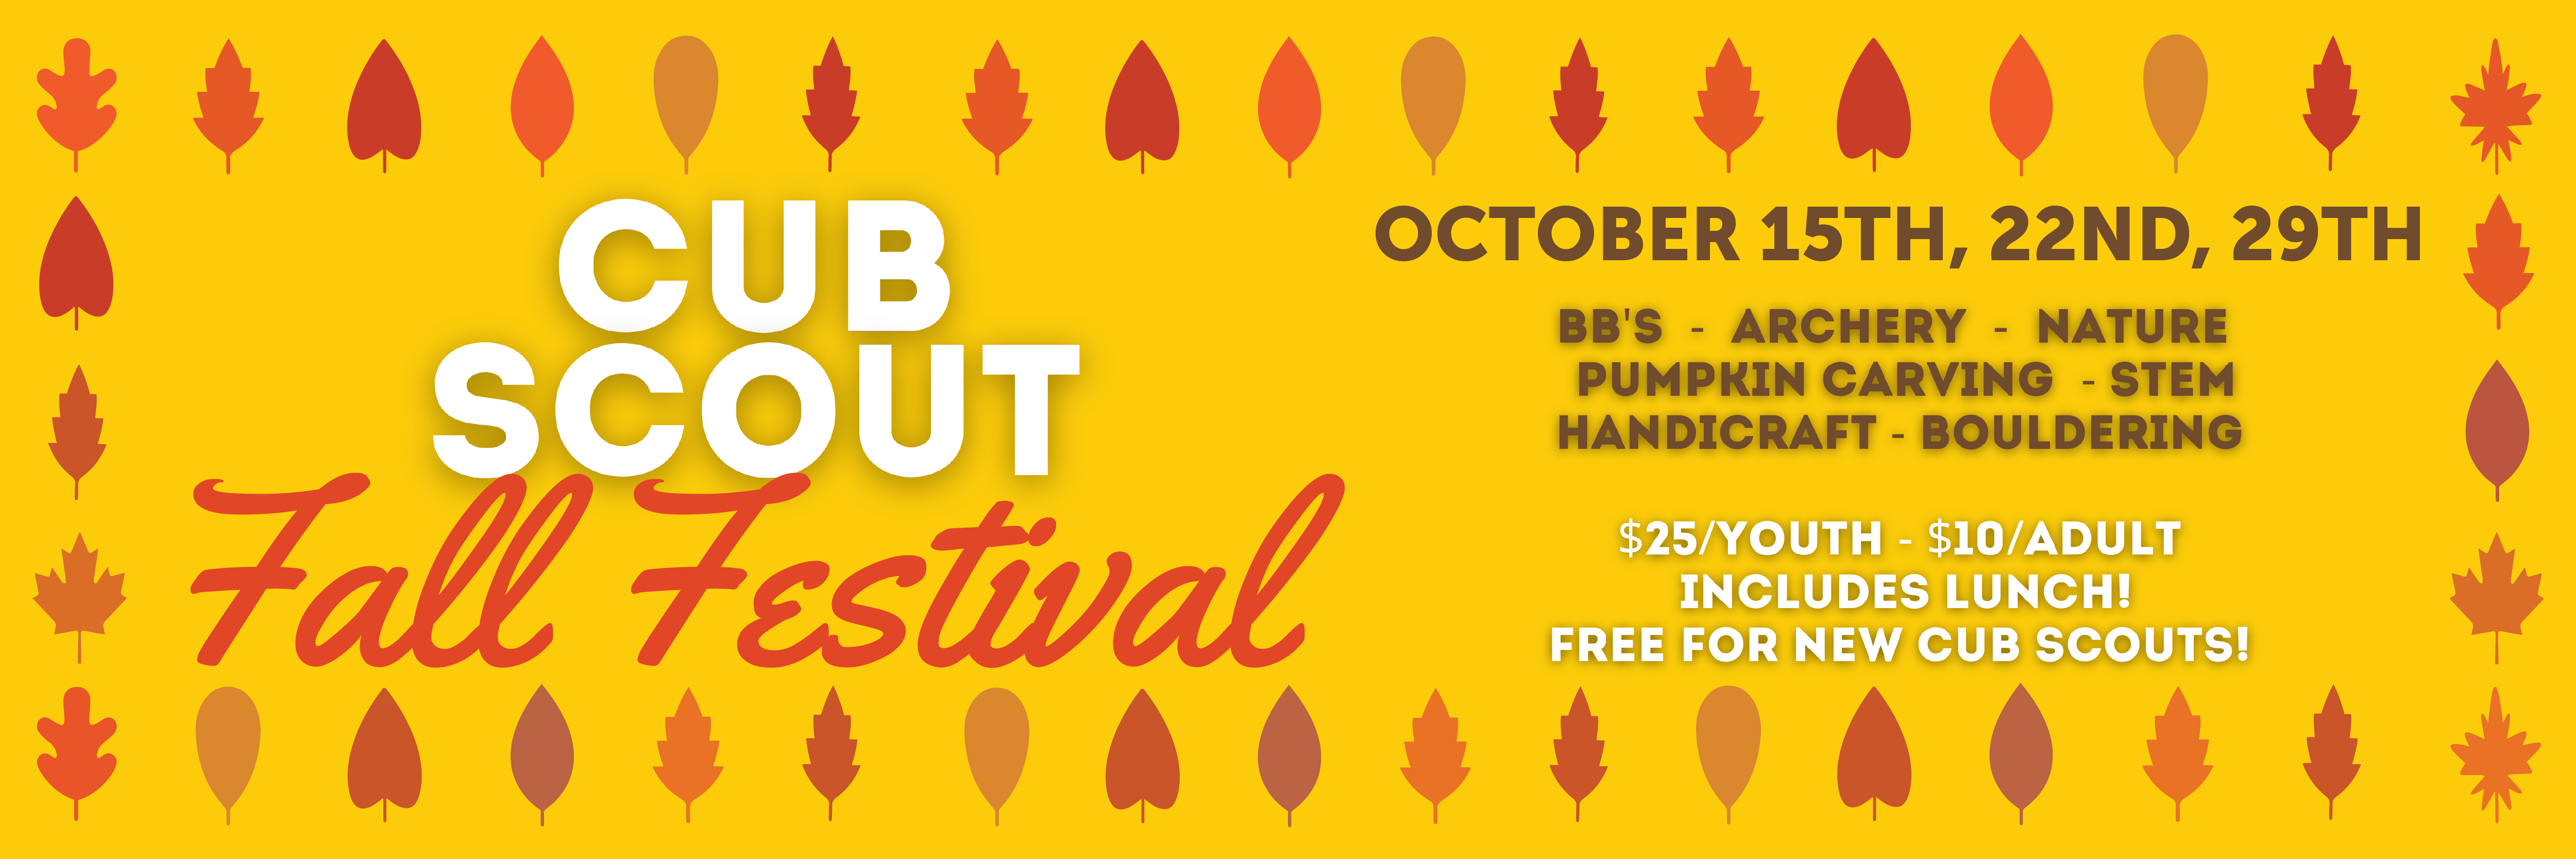 CUB
SCOUT
Fall Festival
OCTOBER 15TH, 22ND, 29TH
BB'S - ARCHERY - NATURE
PUMPKIN CARVING - STEM
HANDICRAFT - BOULDERING
$25/YOUTH - $10/ADULT
INCLUDES LUNCH!
FREE FOR NEW CUB SCOUTS!